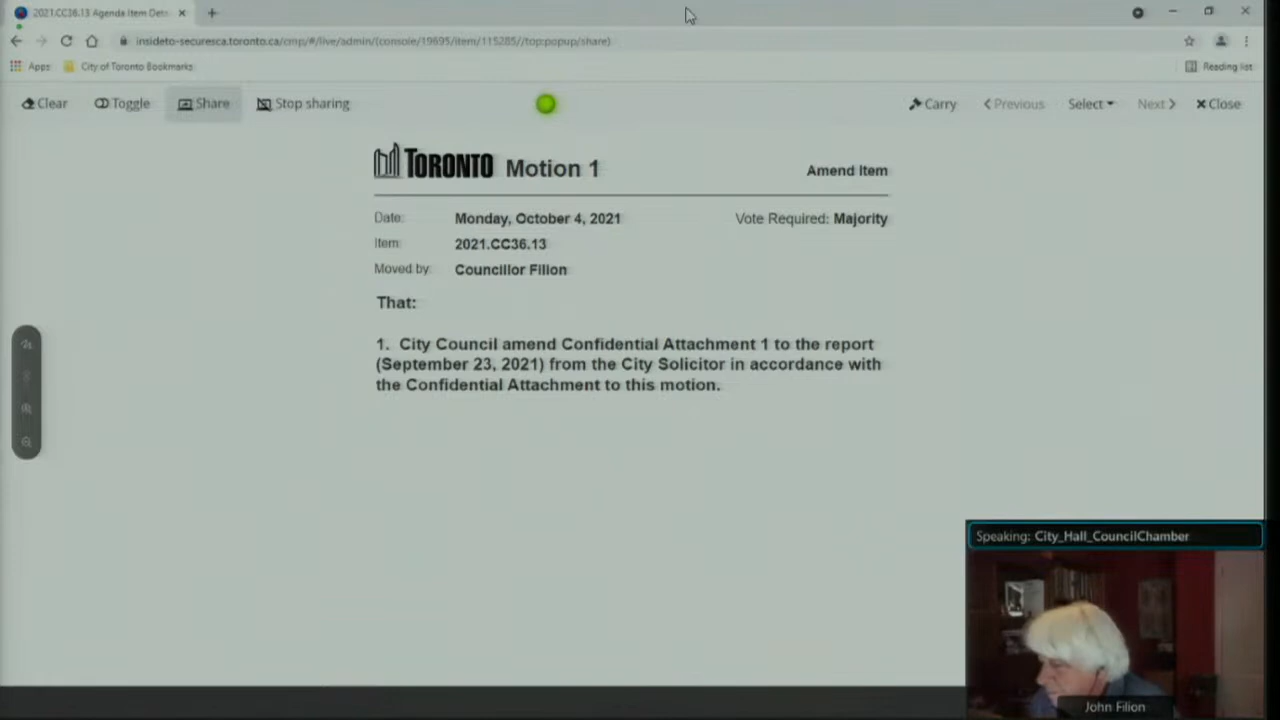 2021.CC36.13 Agenda Item Deta
insideto-securesca.toronto.ca/cmp/#/live/admin/(console/19695/item/115285//top:popup/share)
Apps City of Toronto Bookmarks Reading list
Clear Toggle Share Stop sharing Carry Previous Select Next Close
TORONTO Motion 1 Amend Item
Date: Monday, October 4, 2021 Vote Required: Majority
Item: 2021.CC36.13
Moved by: Councillor Filion
That:
1. City Council amend Confidential Attachment 1 to the report
(September 23, 2021) from the City Solicitor in accordance with
the Confidential Attachment to this motion.
Speaking: City_Hall_CouncilChamber
John Filion